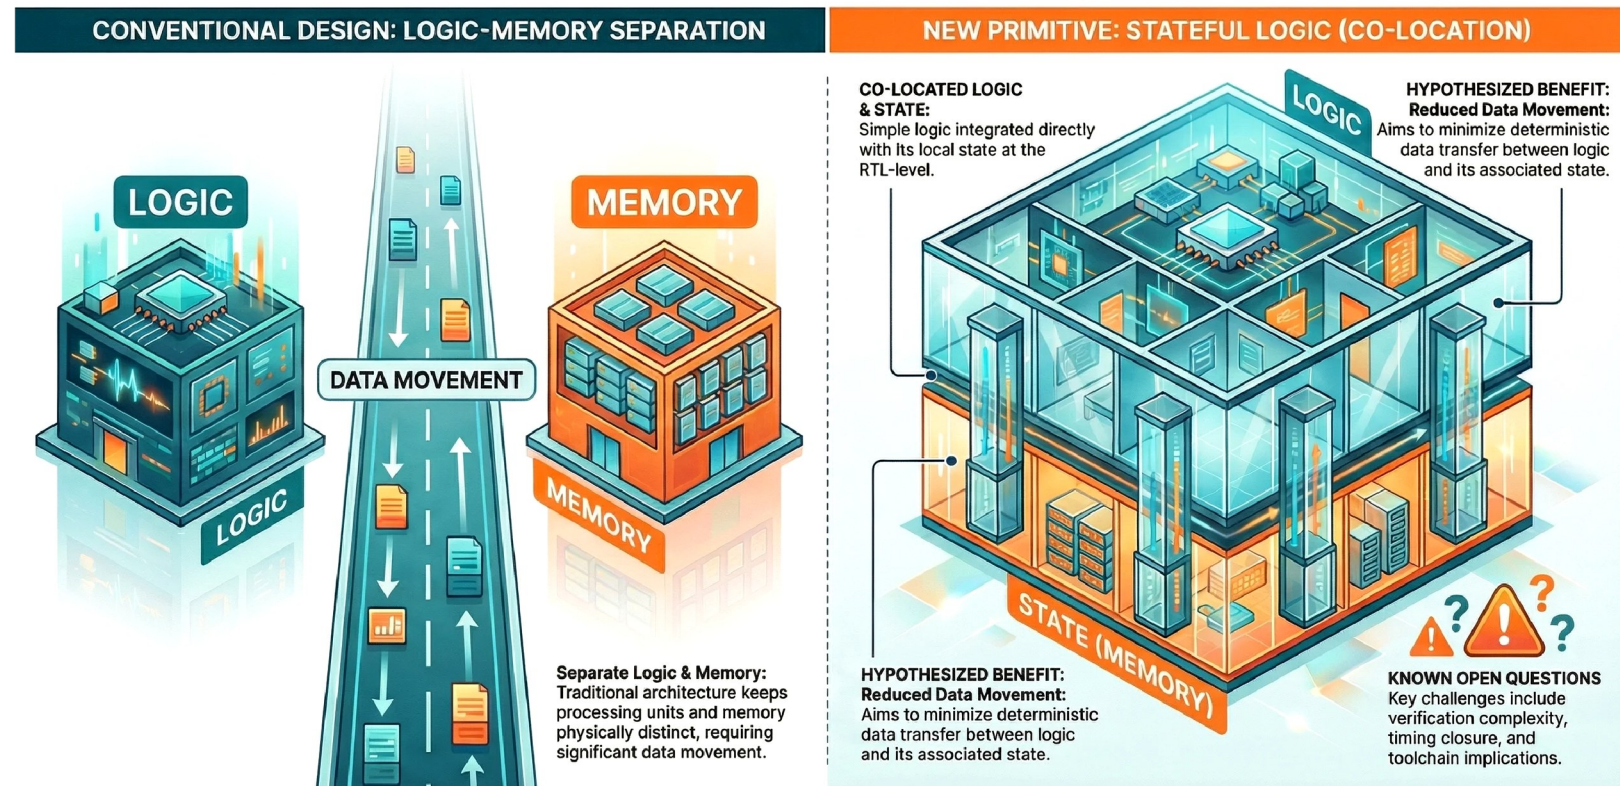 CONVENTIONAL DESIGN: LOGIC-MEMORY SEPARATION
LOGIC
MEMORY
DATA MOVEMENT
LOGIC
MEMORY
Separate Logic & Memory:
Traditional architecture keeps
processing units and memory
physically distinct, requiring
significant data movement.
NEW PRIMITIVE: STATEFUL LOGIC (CO-LOCATION)
CO-LOCATED LOGIC
& STATE:
Simple logic integrated directly
with its local state at the
RTL-level.
LOGIC
HYPOTHESIZED BENEFIT:
Reduced Data Movement:
Aims to minimize deterministic
data transfer between logic
and its associated state.
STATE (MEMORY)
HYPOTHESIZED BENEFIT:
Reduced Data Movement:
Aims to minimize deterministic
data transfer between logic
and its associated state.
! ? ! ? ?
KNOWN OPEN QUESTIONS
Key challenges include
verification complexity,
timing closure, and
toolchain implications.